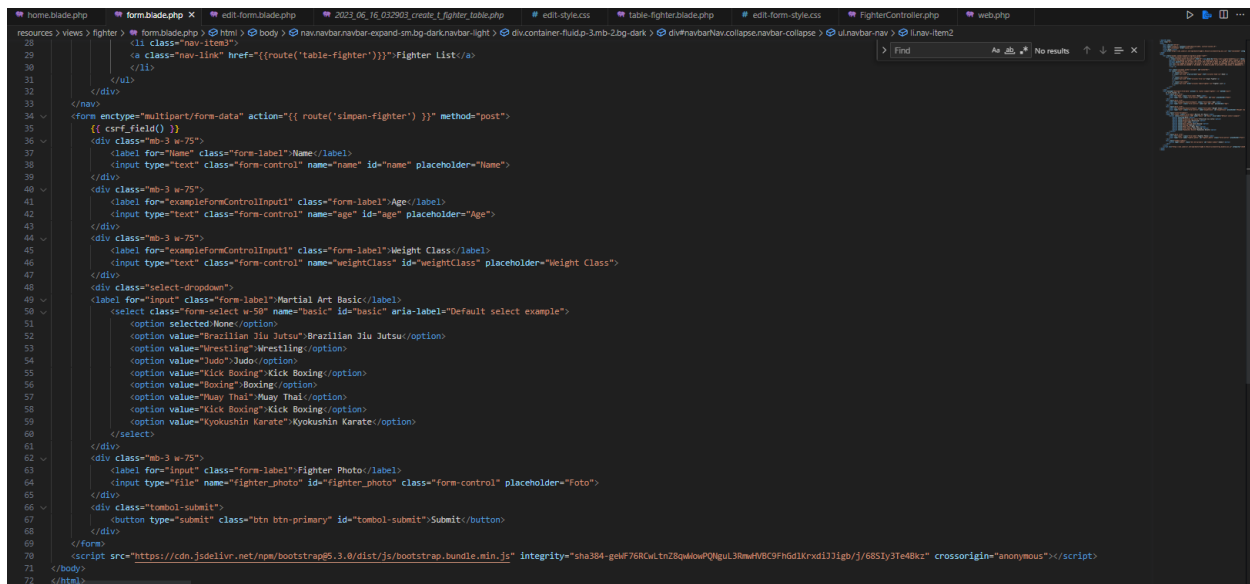 home.blade.php form.blade.php × edit-form.blade.php 2023_06_16_032903_create_t_fighter_table.php # edit-style.css table-fighter.blade.php # edit-form-style.css FighterController.php web.php
resources > views > fighter > form.blade.php > html > body > nav.navbar.navbar-expand-sm.bg-dark.navbar-light > div.container-fluid.p-3.mb-2.bg-dark > div#navbarNav.collapse.navbar-collapse > ul.navbar-nav > li.nav-item2
Find Aa ab No results
28 <li class="nav-item3">
29 <a class="nav-link" href="{{route('table-fighter')}}">Fighter List</a>
30 </li>
31 </ul>
32 </div>
33 </nav>
34 <form enctype="multipart/form-data" action="{{ route('simpan-fighter') }}" method="post">
35 {{ csrf_field() }}
36 <div class="mb-3 w-75">
37 <label for="Name" class="form-label">Name</label>
38 <input type="text" class="form-control" name="name" id="name" placeholder="Name">
39 </div>
40 <div class="mb-3 w-75">
41 <label for="exampleFormControlInput1" class="form-label">Age</label>
42 <input type="text" class="form-control" name="age" id="age" placeholder="Age">
43 </div>
44 <div class="mb-3 w-75">
45 <label for="exampleFormControlInput1" class="form-label">Weight Class</label>
46 <input type="text" class="form-control" name="weightClass" id="weightClass" placeholder="Weight Class">
47 </div>
48 <div class="select-dropdown">
49 <label for="input" class="form-label">Martial Art Basic</label>
50 <select class="form-select w-50" name="basic" id="basic" aria-label="Default select example">
51 <option selected>None</option>
52 <option value="Brazilian Jiu Jutsu">Brazilian Jiu Jutsu</option>
53 <option value="Wrestling">Wrestling</option>
54 <option value="Judo">Judo</option>
55 <option value="Kick Boxing">Kick Boxing</option>
56 <option value="Boxing">Boxing</option>
57 <option value="Muay Thai">Muay Thai</option>
58 <option value="Kick Boxing">Kick Boxing</option>
59 <option value="Kyokushin Karate">Kyokushin Karate</option>
60 </select>
61 </div>
62 <div class="mb-3 w-75">
63 <label for="input" class="form-label">Fighter Photo</label>
64 <input type="file" name="fighter_photo" id="fighter_photo" class="form-control" placeholder="Foto">
65 </div>
66 <div class="tombol-submit">
67 <button type="submit" class="btn btn-primary" id="tombol-submit">Submit</button>
68 </div>
69 </form>
70 <script src="https://cdn.jsdelivr.net/npm/bootstrap@5.3.0/dist/js/bootstrap.bundle.min.js" integrity="sha384-geWF76RCwLtnZ8qwWowPQNguL3RmwHVBC9FhGdlKrxdiJJigb/j/68SIy3Te4Bkz" crossorigin="anonymous"></script>
71 </body>
72 </html>